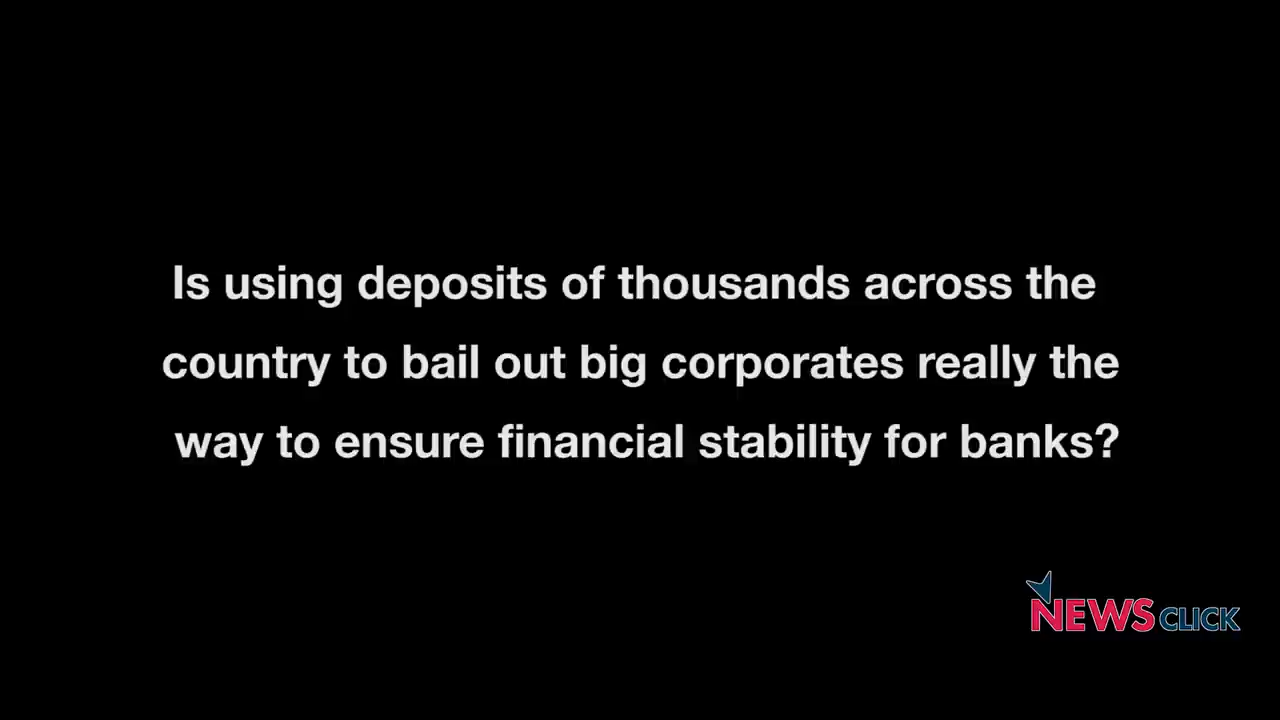 Is using deposits of thousands across the
country to bail out big corporates really the
way to ensure financial stability for banks?
NEWSCLICK